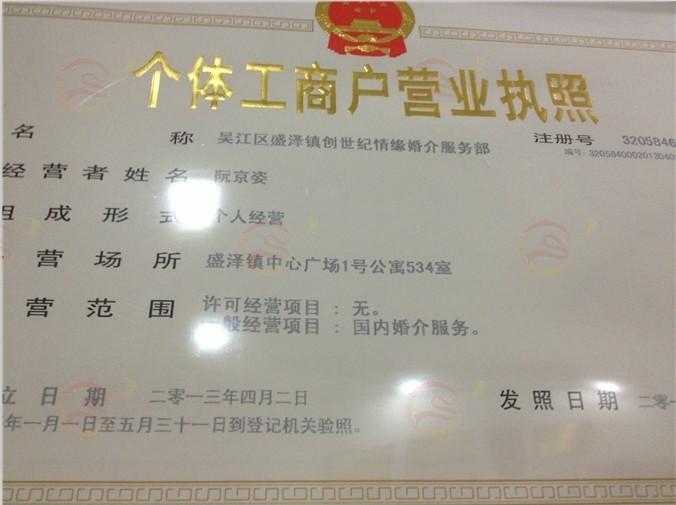 个体工商户营业执照
名 称 吴江区盛泽镇创世纪情缘婚介服务部 注册号 3205846
编号: 3205840002013040
经营者姓名 阮京姿
组成形式 个人经营
营场所 盛泽镇中心广场1号公寓534室
营范围 许可经营项目 : 无。
一般经营项目 : 国内婚介服务。
立日期 二零一三年四月二日 发照日期 二零一
年一月一日至五月三十一日到登记机关验照。